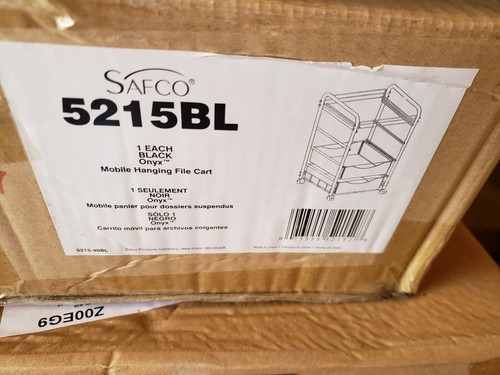 SAFCO®
5215BL
1 EACH
BLACK
Onyx™
Mobile Hanging File Cart
1 SEULEMENT
NOIR
Onyx™
Mobile panier pour dossiers suspendus
SÓLO 1
NEGRO
Onyx™
Carrito móvil para archivos colgantes
5215-40BL
Z00EG9